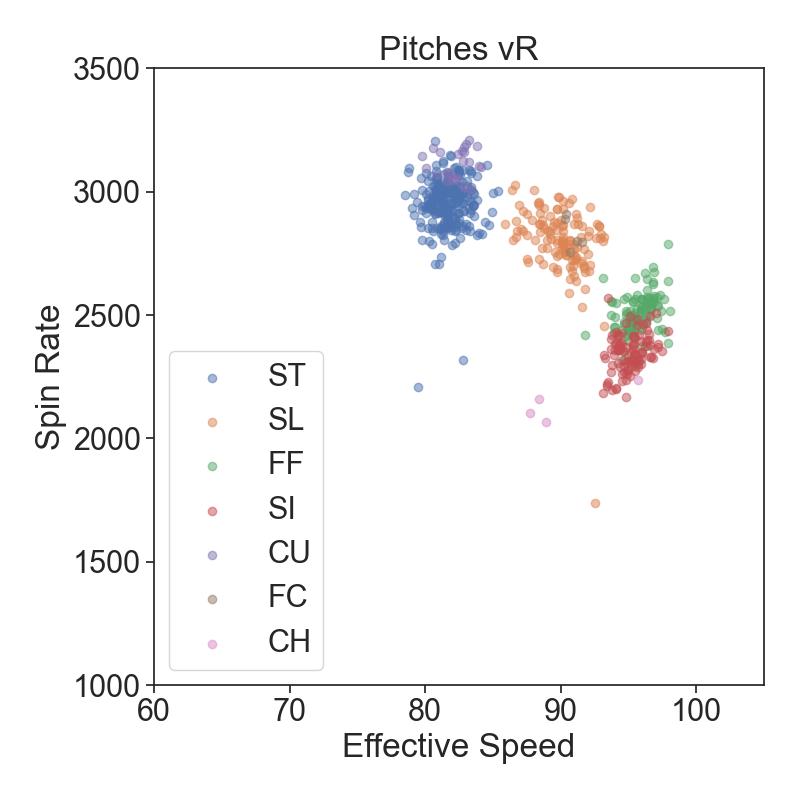 Pitches vR
3500
3000
2500
2000
1500
1000
Spin Rate
ST
SL
FF
SI
CU
FC
CH
60 70 80 90 100
Effective Speed